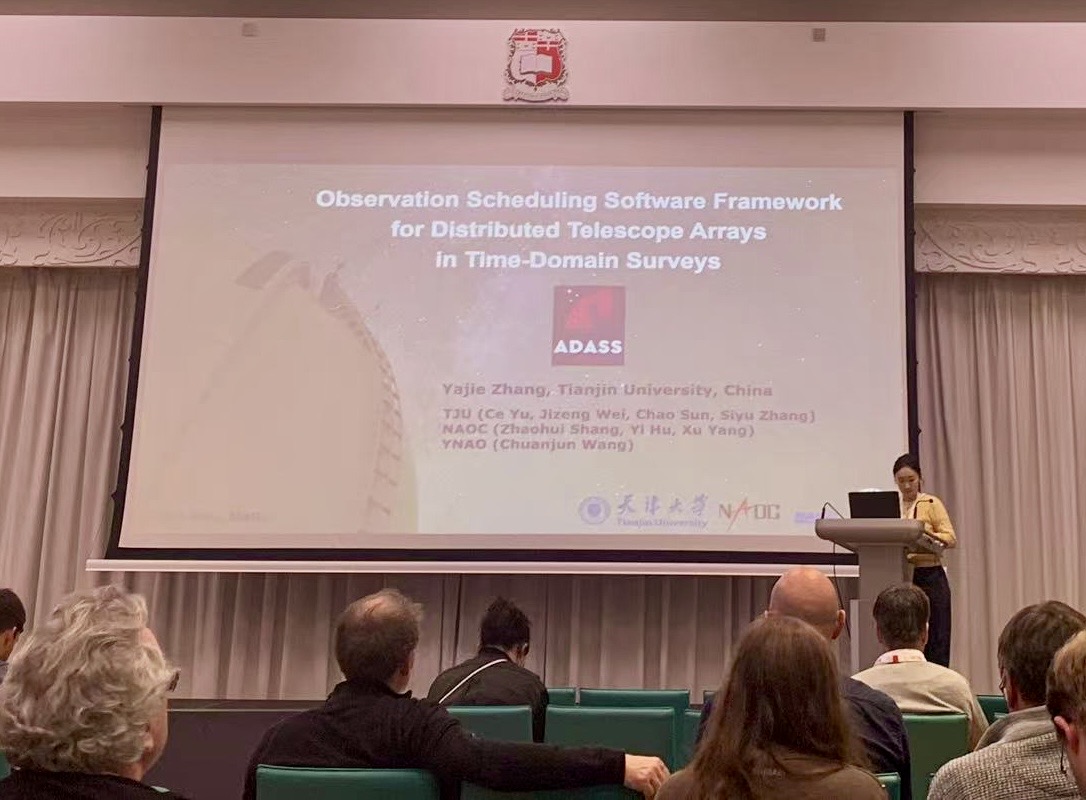 Observation Scheduling Software Framework
for Distributed Telescope Arrays
in Time-Domain Surveys
ADASS
Yajie Zhang, Tianjin University, China
TJU (Ce Yu, Jizeng Wei, Chao Sun, Siyu Zhang)
NAOC (Zhaohui Shang, Yi Hu, Xu Yang)
YNAO (Chuanjun Wang)
天津大学 NAOC
Tianjin University